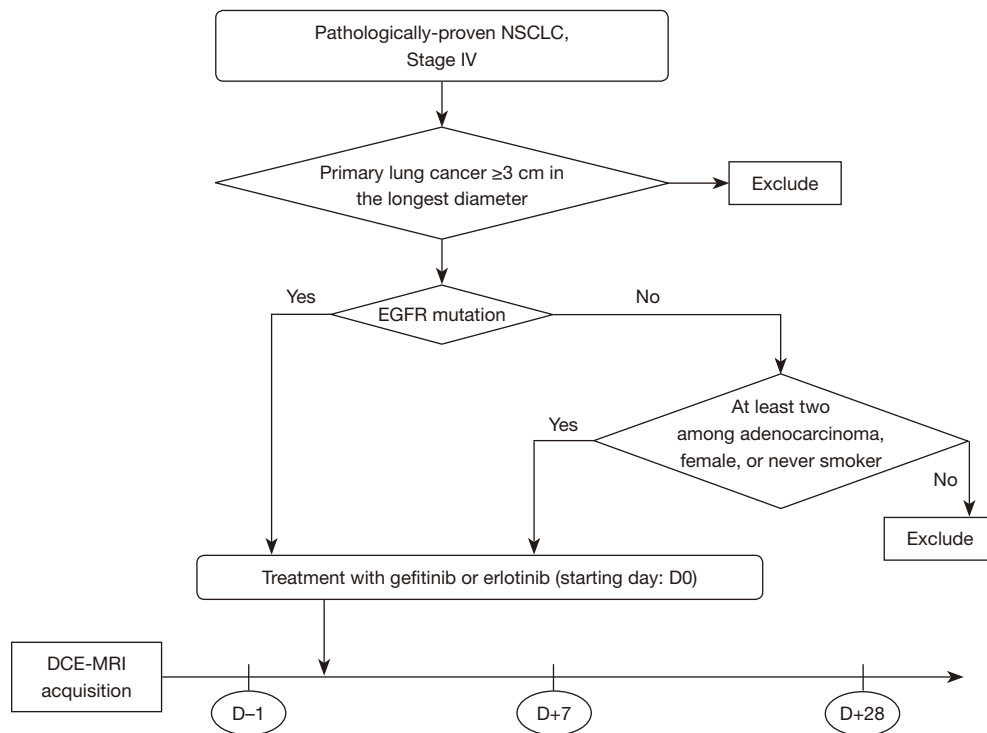 Pathologically-proven NSCLC,
Stage IV
Primary lung cancer ≥3 cm in
the longest diameter
Exclude
Yes
EGFR mutation
No
At least two
among adenocarcinoma,
female, or never smoker
Yes
No
Exclude
Treatment with gefitinib or erlotinib (starting day: D0)
DCE-MRI
acquisition
D–1
D+7
D+28